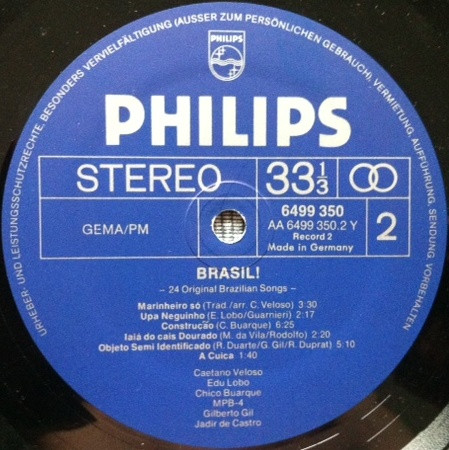 URHEBER- UND LEISTUNGSSCHUTZRECHTE, BESONDERS VERVIELFÄLTIGUNG (AUSSER ZUM PERSÖNLICHEN GEBRAUCH), VERMIETUNG, AUFFÜHRUNG, SENDUNG VORBEHALTEN
PHILIPS
PHILIPS
STEREO 33 1/3
GEMA/PM
6499 350
AA 6499 350.2 Y
Record 2
Made in Germany
2
BRASIL!
– 24 Original Brazilian Songs –
Marinheiro só (Trad./arr. C. Veloso) 3:30
Upa Neguinho (E. Lobo/Guarnieri) 2:17
Construção (C. Buarque) 6:25
Iaiá do cais Dourado (M. da Vila/Rodolfo) 2:20
Objeto Semi Identificado (R. Duarte/G. Gil/R. Duprat) 5:10
A Cuica 1:40
Caetano Veloso
Edu Lobo
Chico Buarque
MPB-4
Gilberto Gil
Jadir de Castro